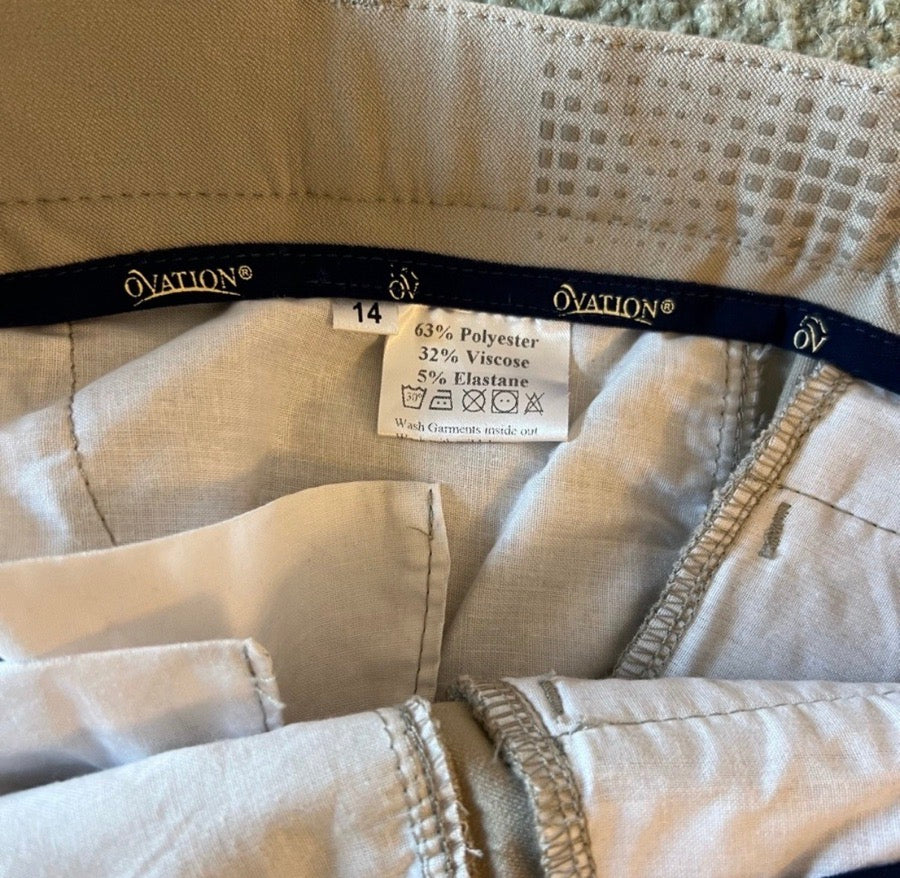 OVATION®
OV
OVATION®
OV
14
63% Polyester
32% Viscose
5% Elastane
30°
Wash Garments inside out